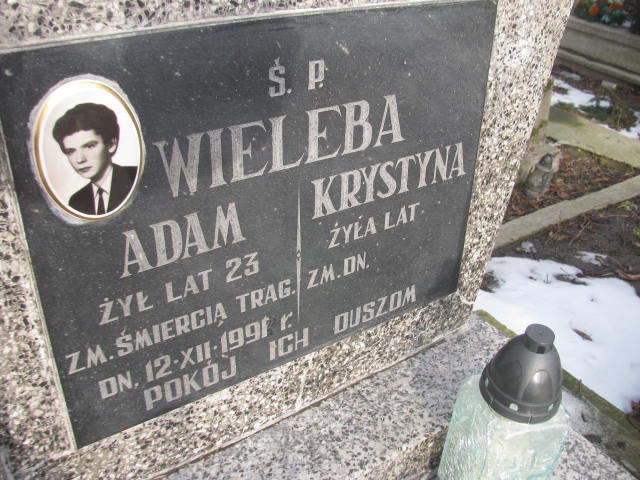 Ś. P.
WIELEBA
ADAM
ŻYŁ LAT 23
ZM. ŚMIERCIĄ TRAG.
DN. 12-XII.1991 r.
KRYSTYNA
ŻYŁA LAT
ZM. DN.
POKÓJ ICH DUSZOM